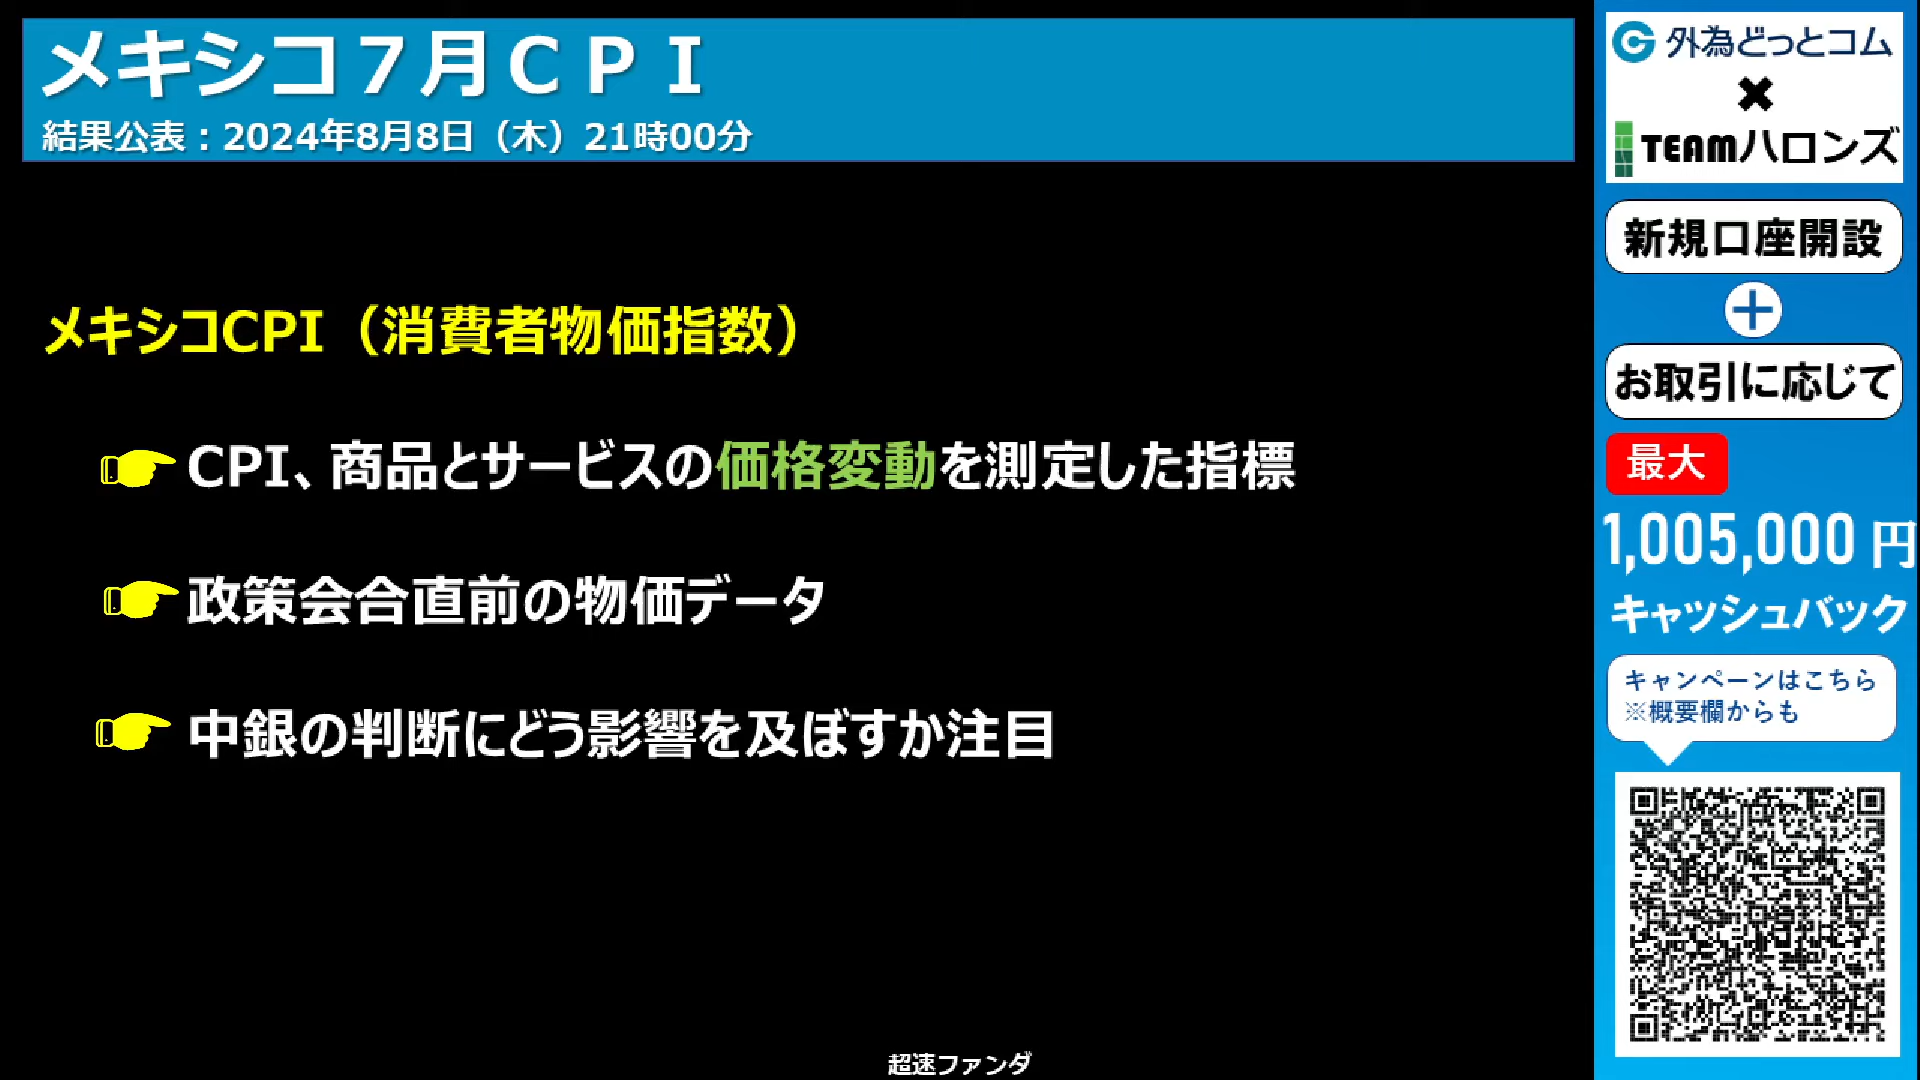 メキシコ７月ＣＰＩ
結果公表：2024年8月8日（木）21時00分
メキシコCPI（消費者物価指数）
CPI、商品とサービスの価格変動を測定した指標
政策会合直前の物価データ
中銀の判断にどう影響を及ぼすか注目
超速ファンダ
外為どっとコム
×
TEAMハロンズ
新規口座開設
+
お取引に応じて
最大
1,005,000 円
キャッシュバック
キャンペーンはこちら
※概要欄からも